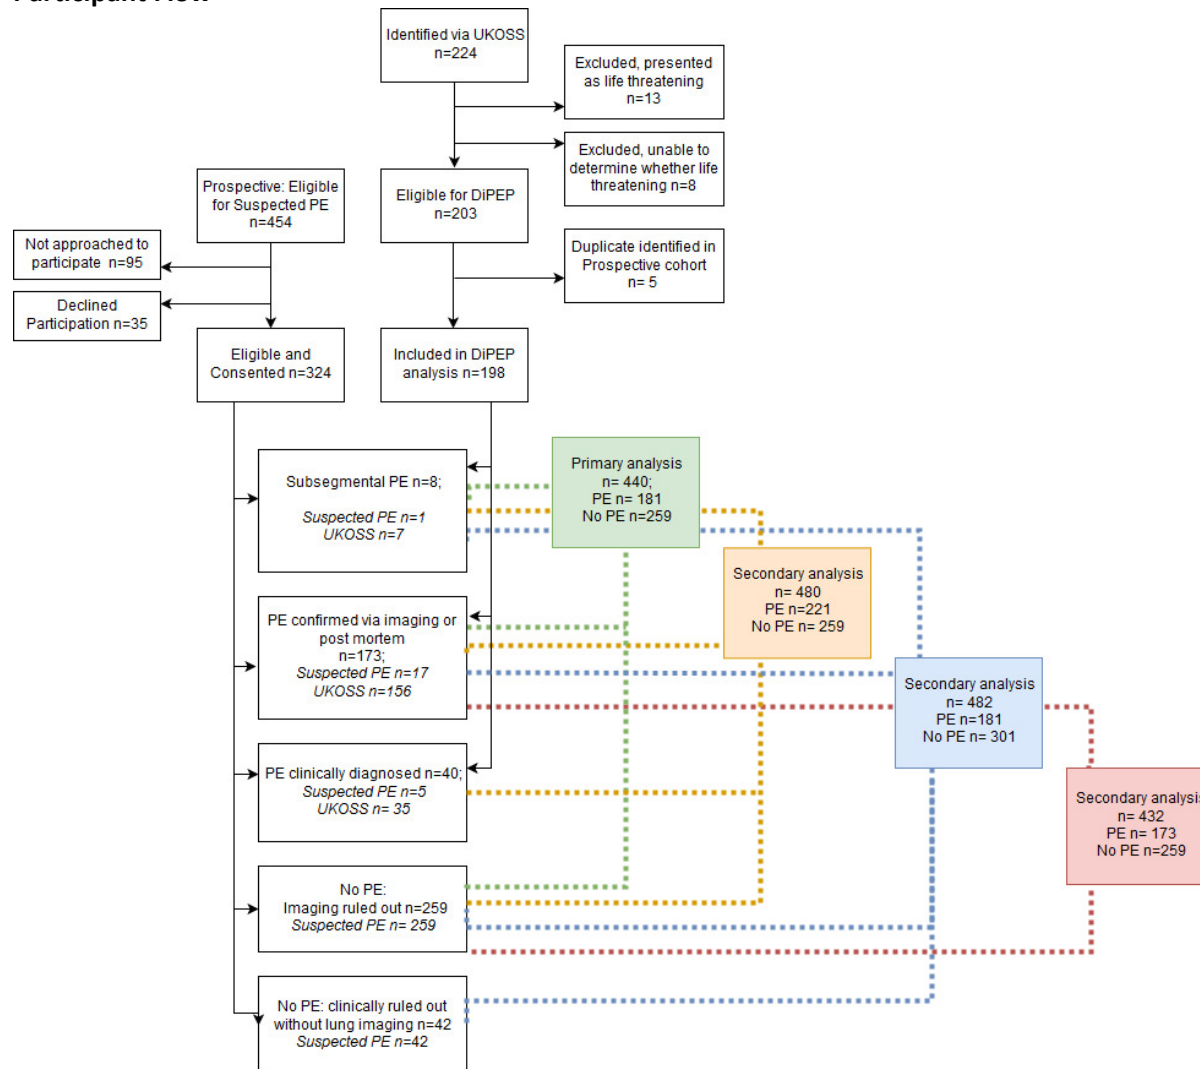 Identified via UKOSS
n=224
Excluded, presented
as life threatening
n=13
Excluded, unable to
determine whether life
threatening n=8
Prospective: Eligible
for Suspected PE
n=454
Eligible for DiPEP
n=203
Not approached to
participate n=95
Duplicate identified in
Prospective cohort
n= 5
Declined
Participation n=35
Eligible and
Consented n=324
Included in DiPEP
analysis n=198
Subsegmental PE n=8;
Suspected PE n=1
UKOSS n=7
Primary analysis
n= 440;
PE n= 181
No PE n=259
Secondary analysis
n= 480
PE n=221
No PE n= 259
PE confirmed via imaging or
post mortem
n=173;
Suspected PE n=17
UKOSS n=156
Secondary analysis
n= 482
PE n=181
No PE n= 301
PE clinically diagnosed n=40;
Suspected PE n=5
UKOSS n= 35
Secondary analysis
n= 432
PE n= 173
No PE n=259
No PE:
Imaging ruled out n=259
Suspected PE n= 259
No PE: clinically ruled out
without lung imaging n=42
Suspected PE n=42